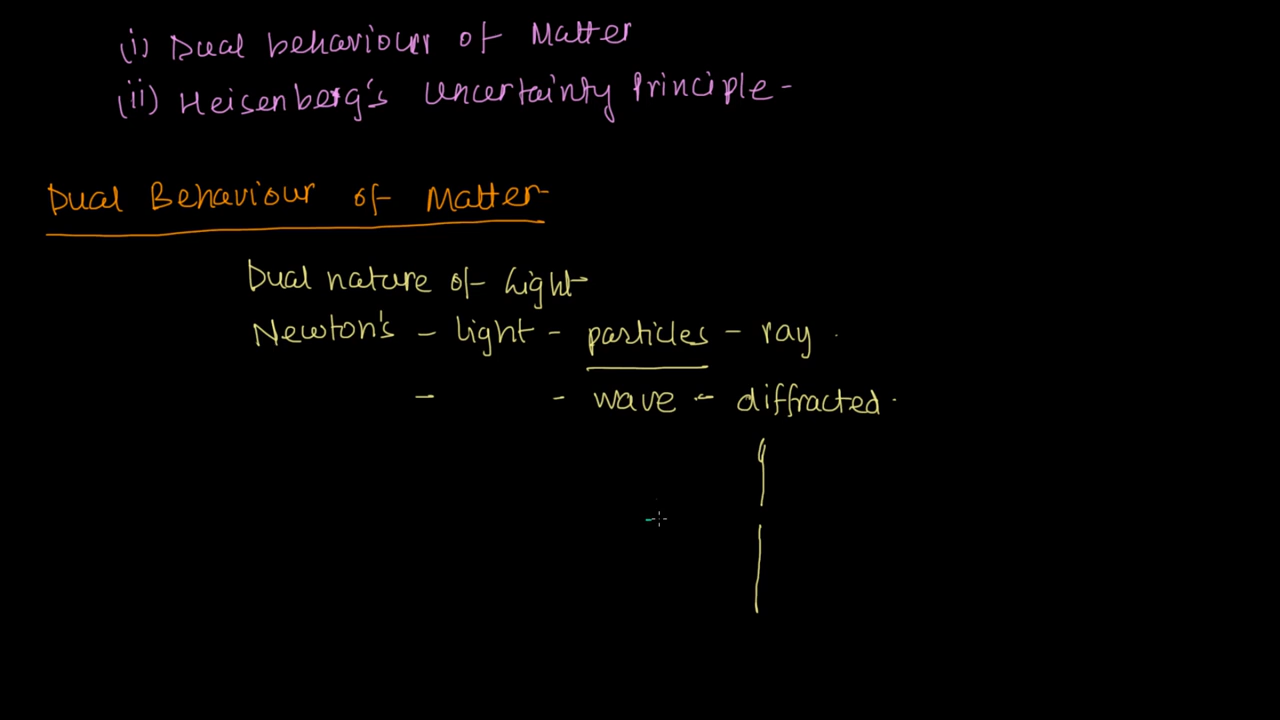 (i) Dual behaviour of Matter
(ii) Heisenberg's Uncertainty Principle -
Dual Behaviour of Matter
Dual nature of Light
Newton's - light - particles - ray .
- - wave - diffracted .